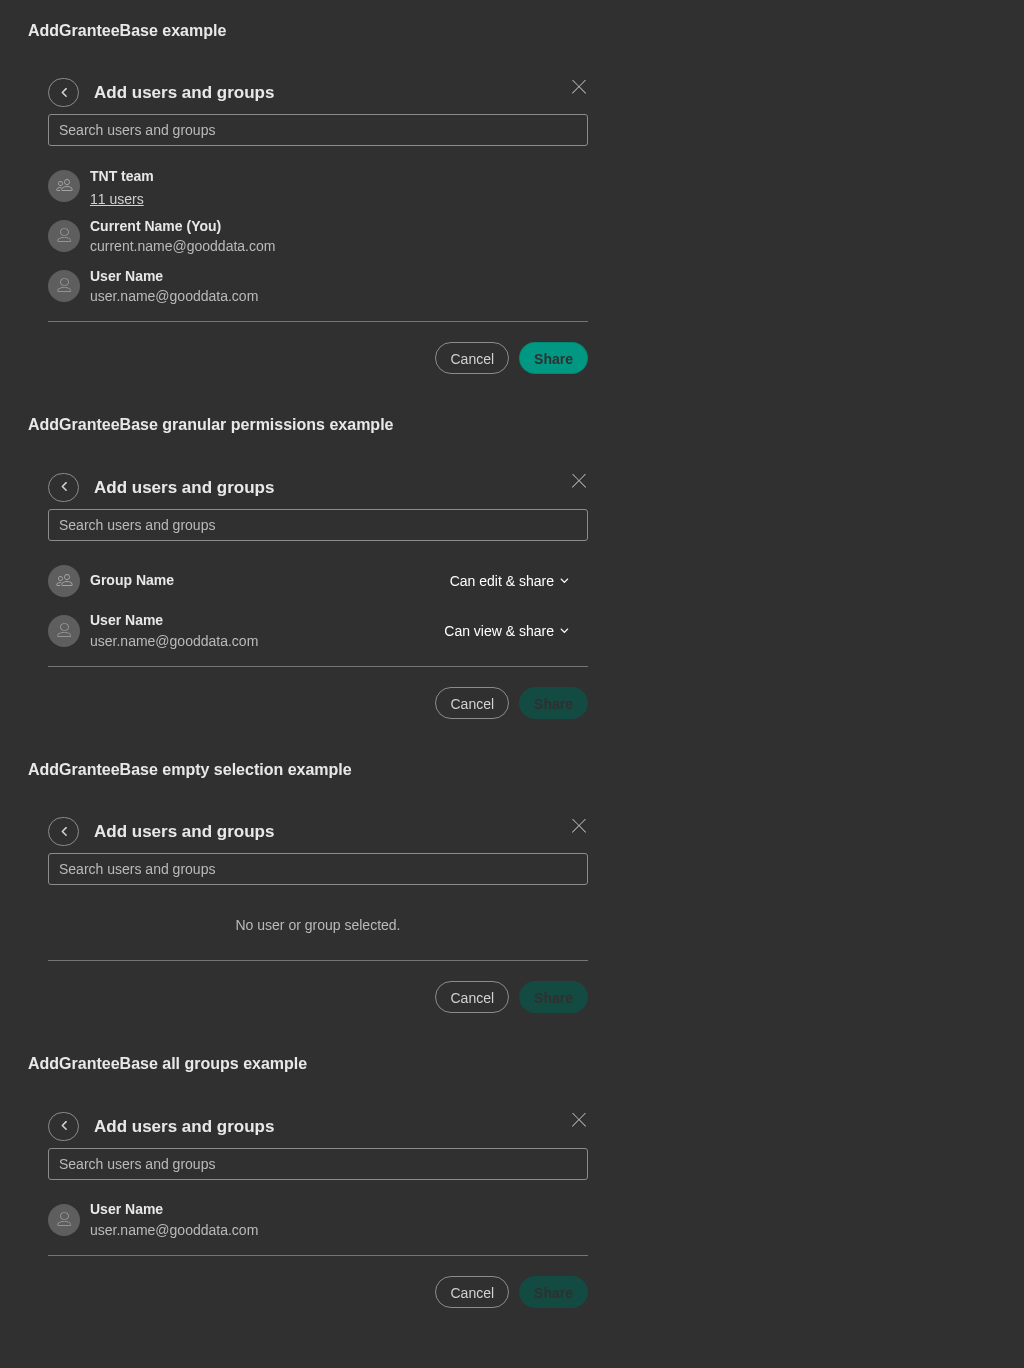 AddGranteeBase example
Add users and groups
Search users and groups
TNT team
11 users
Current Name (You)
current.name@gooddata.com
User Name
user.name@gooddata.com
Cancel Share
AddGranteeBase granular permissions example
Add users and groups
Search users and groups
Group Name Can edit & share
User Name
user.name@gooddata.com Can view & share
Cancel Share
AddGranteeBase empty selection example
Add users and groups
Search users and groups
No user or group selected.
Cancel Share
AddGranteeBase all groups example
Add users and groups
Search users and groups
User Name
user.name@gooddata.com
Cancel Share